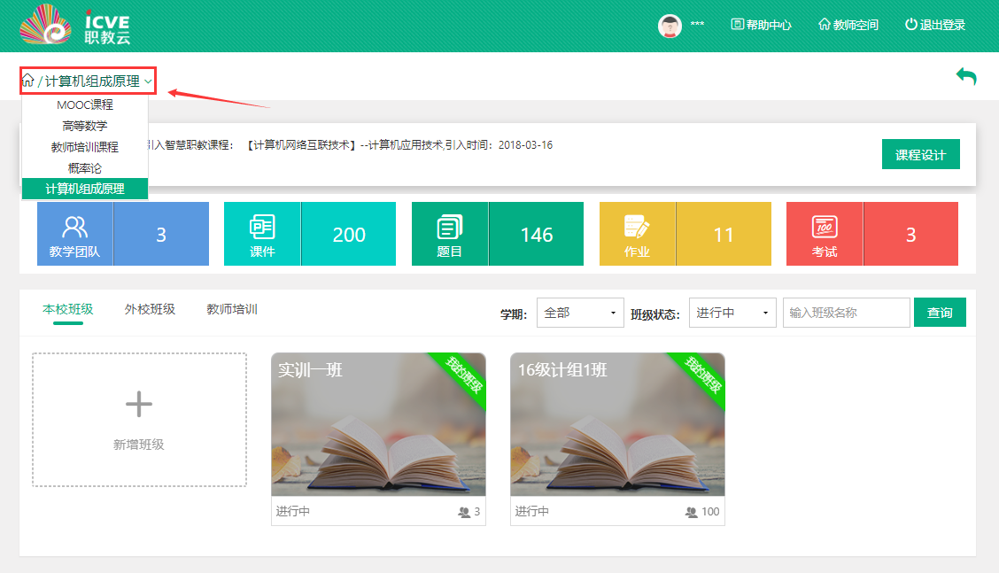 iCVE
职教云
***
帮助中心
教师空间
退出登录
/计算机组成原理
MOOC课程
高等数学
教师培训课程
概率论
计算机组成原理
引入智慧职教课程： 【计算机网络互联技术】--计算机应用技术,引入时间：2018-03-16
课程设计
教学团队
3
课件
200
题目
146
作业
11
100
考试
3
本校班级
外校班级
教师培训
学期:
全部
班级状态:
进行中
输入班级名称
查询
新增班级
实训一班
我的班级
进行中
3
16级计组1班
我的班级
进行中
100